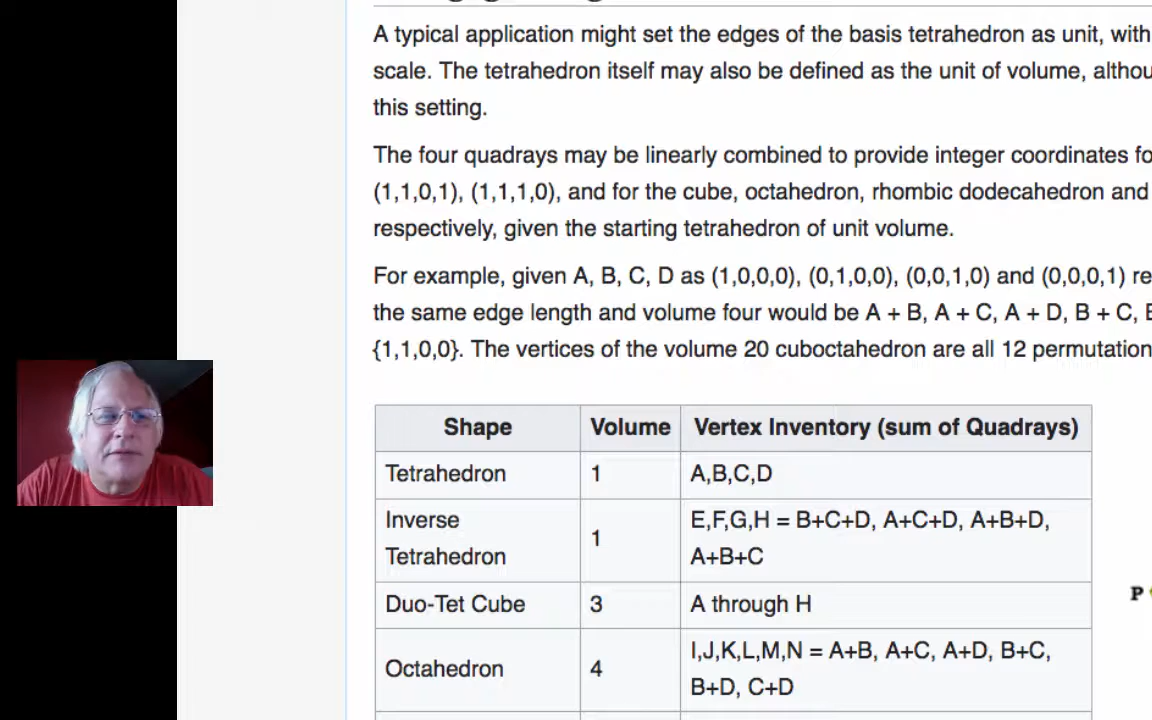 A typical application might set the edges of the basis tetrahedron as unit, with
scale. The tetrahedron itself may also be defined as the unit of volume, althou
this setting.
The four quadrays may be linearly combined to provide integer coordinates fo
(1,1,0,1), (1,1,1,0), and for the cube, octahedron, rhombic dodecahedron and
respectively, given the starting tetrahedron of unit volume.
For example, given A, B, C, D as (1,0,0,0), (0,1,0,0), (0,0,1,0) and (0,0,0,1) re
the same edge length and volume four would be A + B, A + C, A + D, B + C, B
{1,1,0,0}. The vertices of the volume 20 cuboctahedron are all 12 permutation
Shape Volume Vertex Inventory (sum of Quadrays)
Tetrahedron 1 A,B,C,D
Inverse Tetrahedron 1 E,F,G,H = B+C+D, A+C+D, A+B+D,
A+B+C
Duo-Tet Cube 3 A through H
Octahedron 4 I,J,K,L,M,N = A+B, A+C, A+D, B+C,
B+D, C+D
P